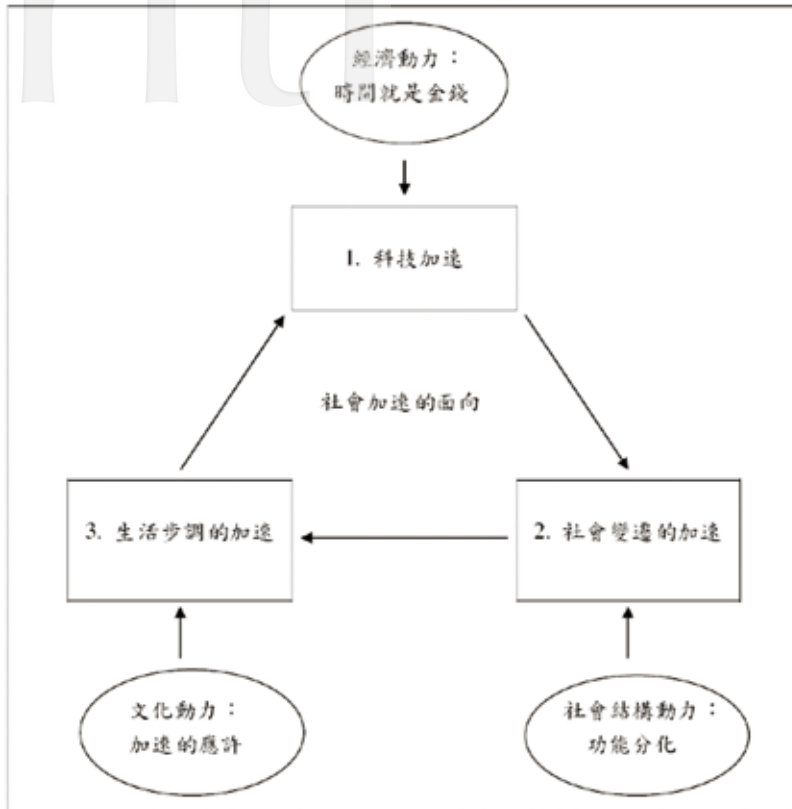 經濟動力：
時間就是金錢
1. 科技加速
社會加速的面向
3. 生活步調的加速
2. 社會變遷的加速
文化動力：
加速的應許
社會結構動力：
功能分化